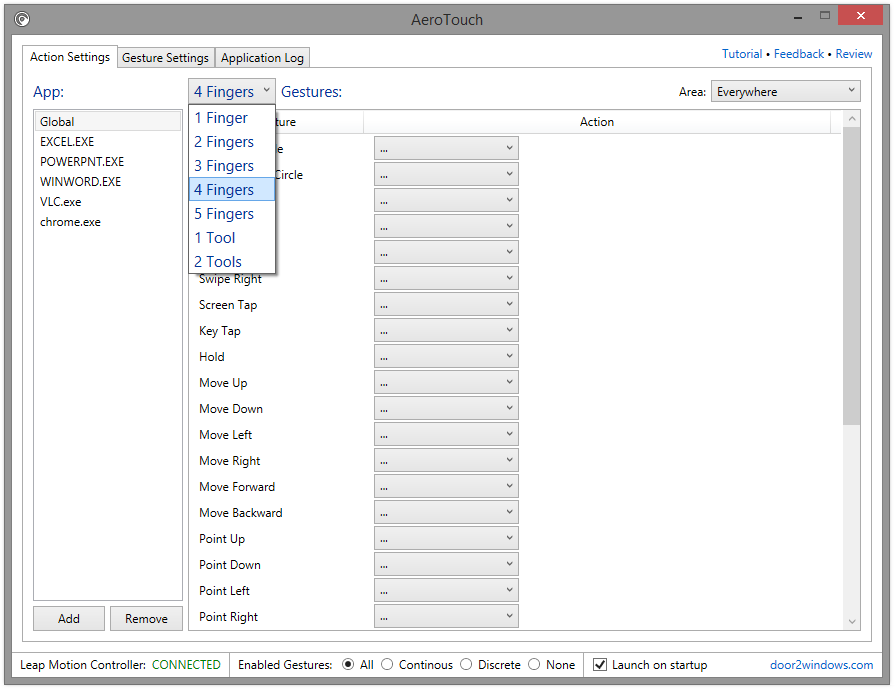 AeroTouch
Action Settings
Gesture Settings
Application Log
Tutorial • Feedback • Review
App:
4 Fingers
Gestures:
Area:
Everywhere
Global
EXCEL.EXE
POWERPNT.EXE
WINWORD.EXE
VLC.exe
chrome.exe
1 Finger
2 Fingers
3 Fingers
4 Fingers
5 Fingers
1 Tool
2 Tools
ture
Action
e
...
Circle
...
...
...
...
Swipe Right
...
Screen Tap
...
Key Tap
...
Hold
...
Move Up
...
Move Down
...
Move Left
...
Move Right
...
Move Forward
...
Move Backward
...
Point Up
...
Point Down
...
Point Left
...
Point Right
...
Add
Remove
Leap Motion Controller: CONNECTED
Enabled Gestures: All Continous Discrete None
Launch on startup
door2windows.com